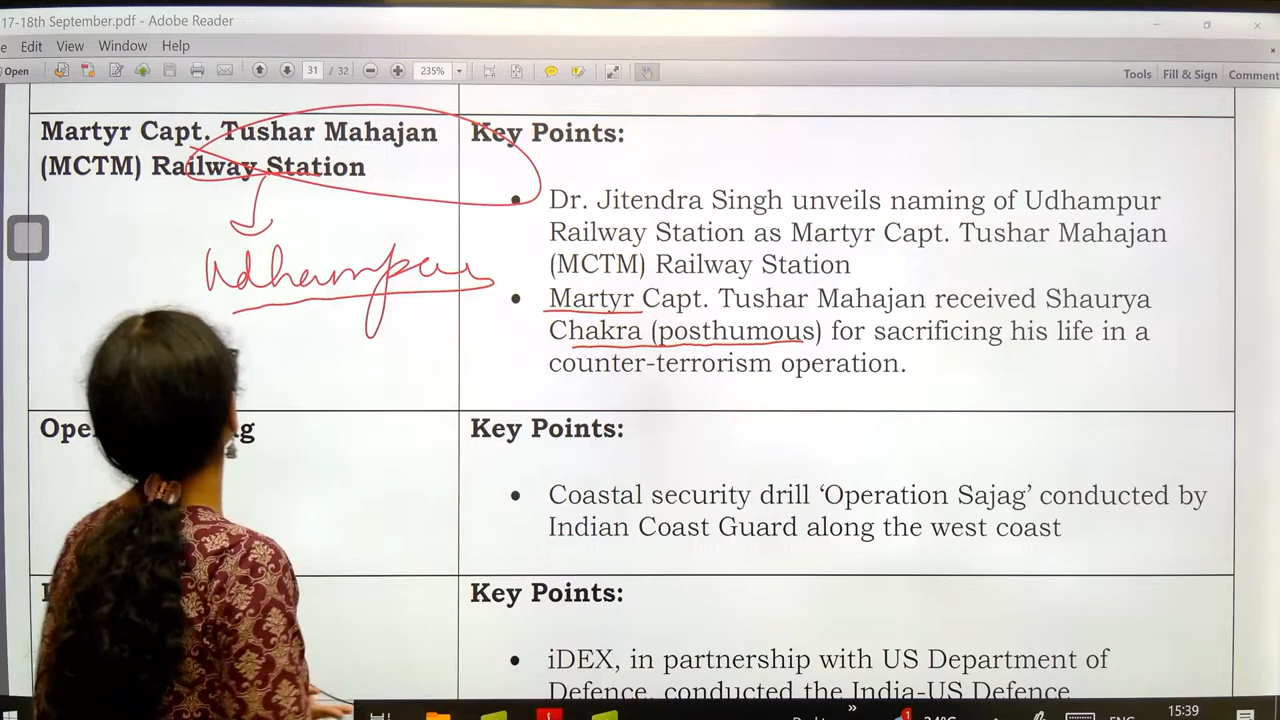 17-18th September.pdf - Adobe Reader
Edit View Window Help
Open 31 / 32 235% Tools Fill & Sign Comment
Martyr Capt. Tushar Mahajan
(MCTM) Railway Station
Udhampur
Key Points:
• Dr. Jitendra Singh unveils naming of Udhampur
Railway Station as Martyr Capt. Tushar Mahajan
(MCTM) Railway Station
• Martyr Capt. Tushar Mahajan received Shaurya
Chakra (posthumous) for sacrificing his life in a
counter-terrorism operation.
Key Points:
• Coastal security drill ‘Operation Sajag’ conducted by
Indian Coast Guard along the west coast
Key Points:
• iDEX, in partnership with US Department of
Defence, conducted the India-US Defence
15:39